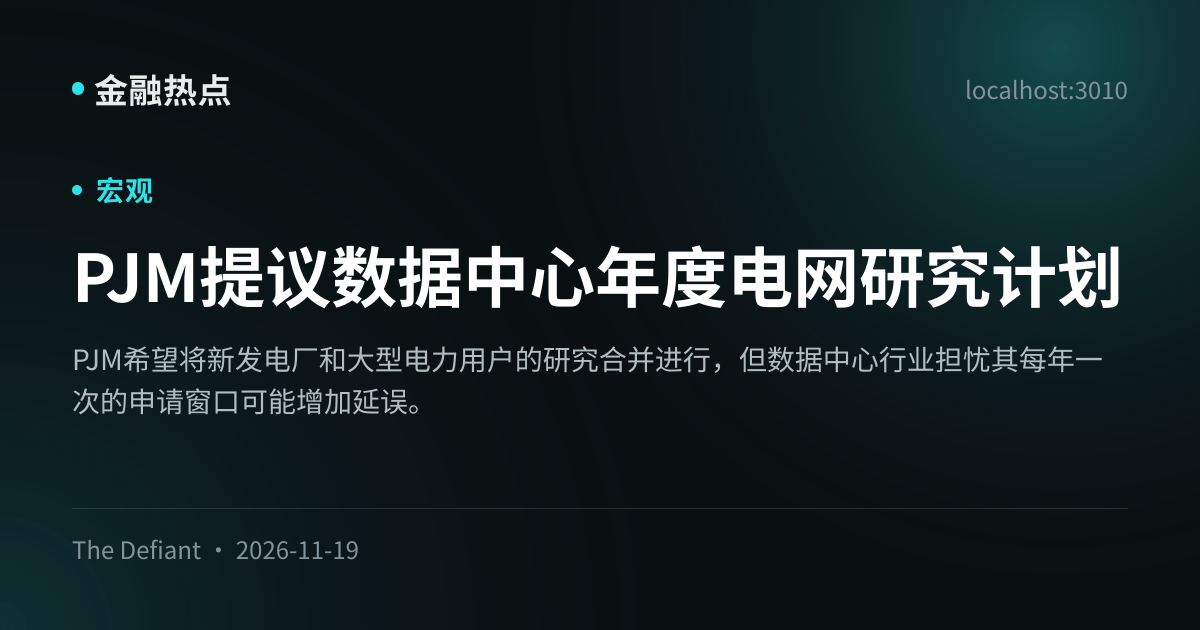 金融热点
localhost:3010
宏观
PJM提议数据中心年度电网研究计划
PJM希望将新发电厂和大型电力用户的研究合并进行，但数据中心行业担忧其每年一
次的申请窗口可能增加延误。
The Defiant • 2026-11-19